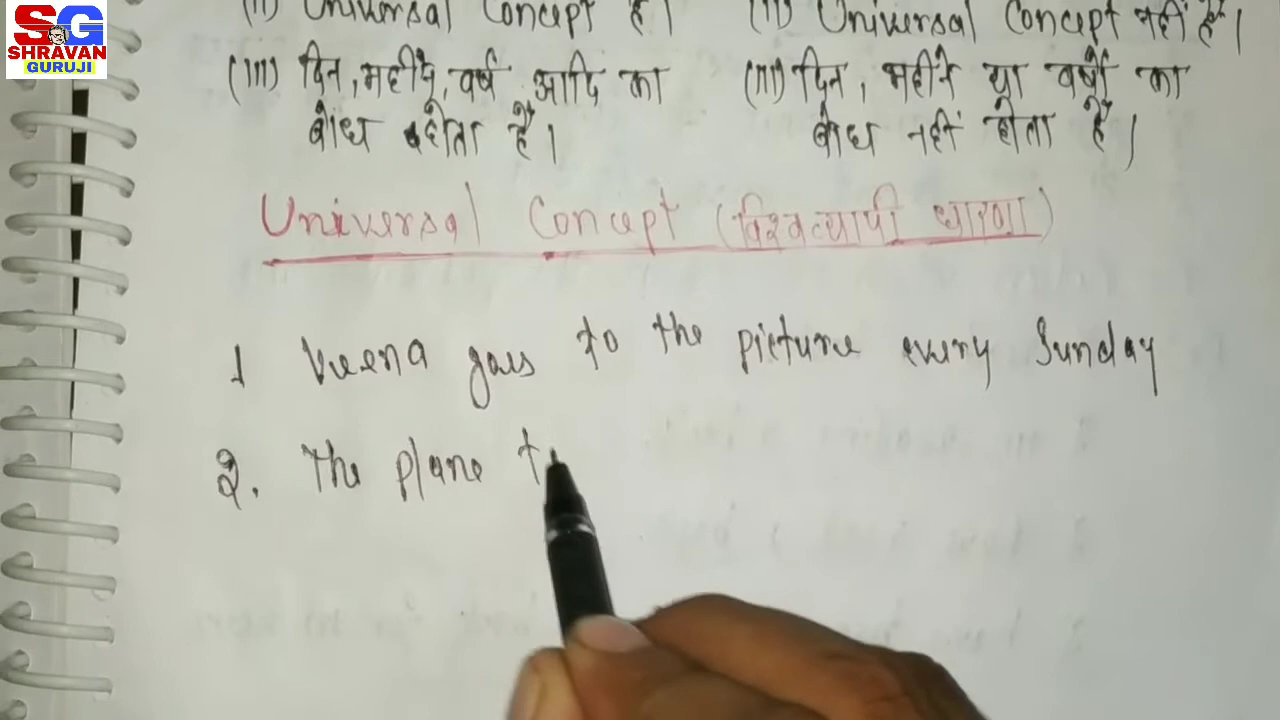 SG
SHRAVAN
GURUJI
(ii) Universal Concept है। (ii) Universal Concept नहीं है।
(iii) दिन, महीने, वर्ष आदि का (iii) दिन, महीने या वर्षों का
बोध होता है। बोध नहीं होता है।
Universal Concept (विश्वव्यापी धारणा)
1 Veena goes to the picture every Sunday
2. The plane t